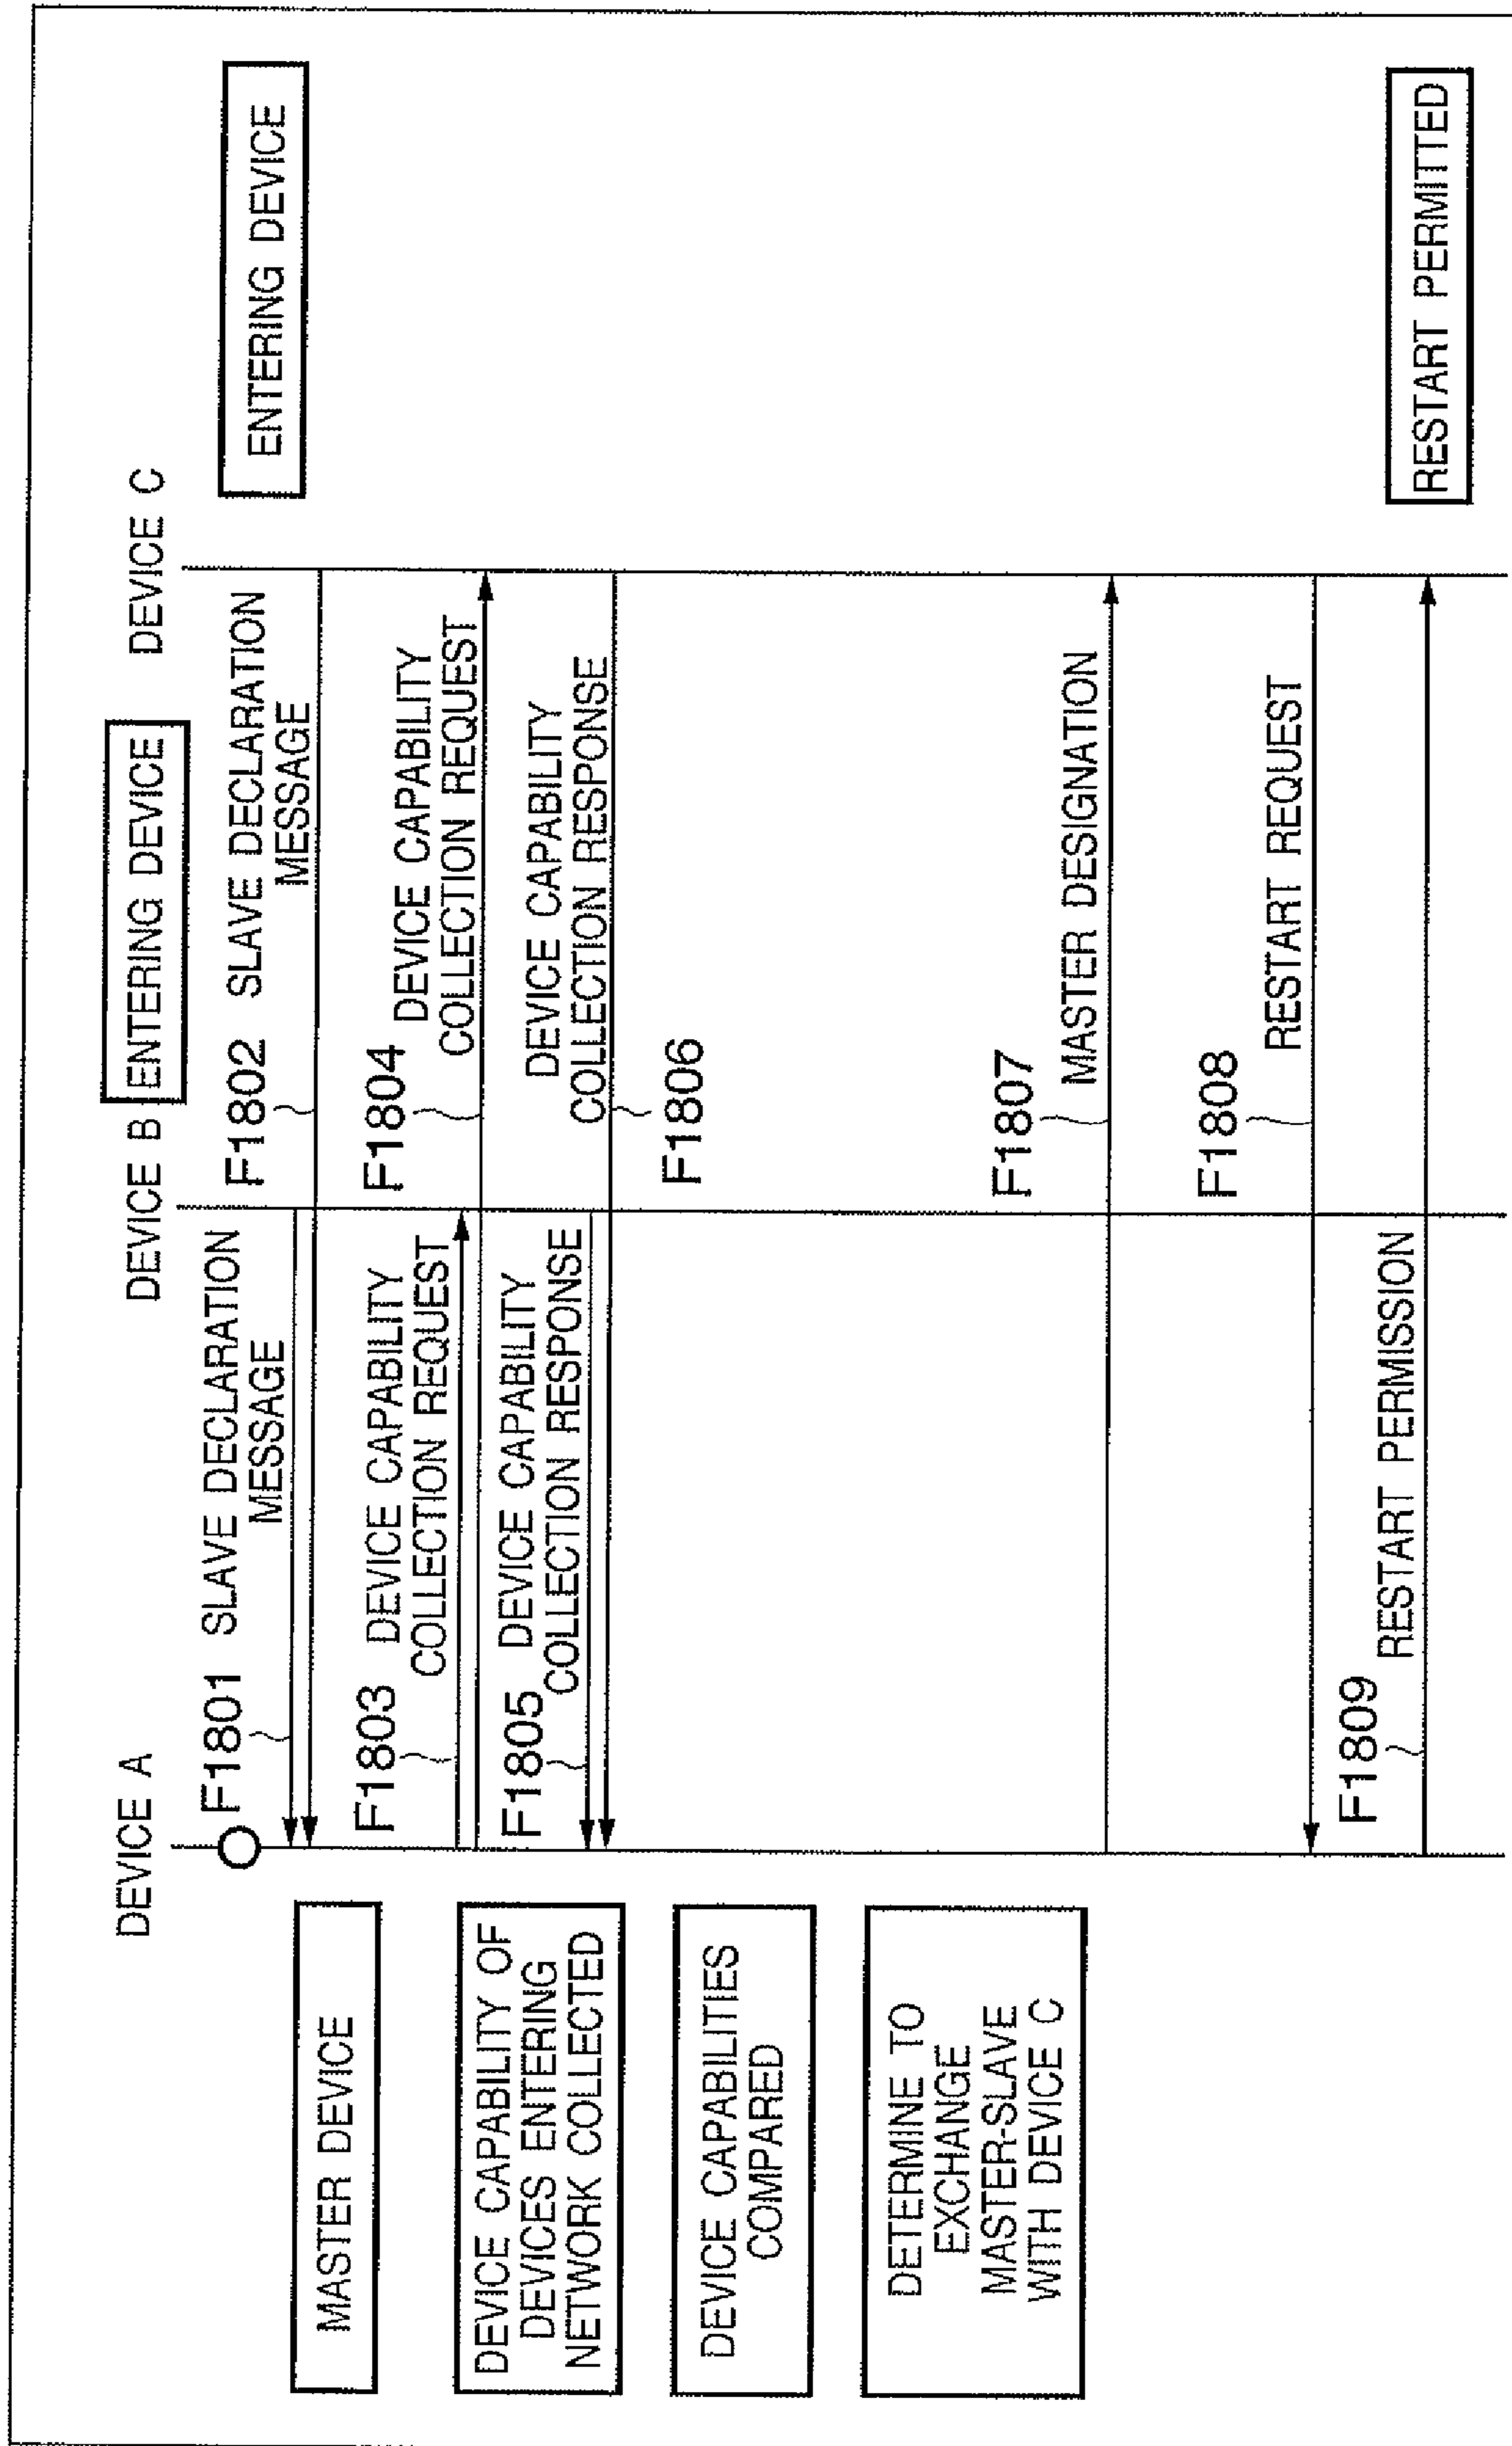 DEVICE A
DEVICE B
ENTERING DEVICE
DEVICE C
ENTERING DEVICE
MASTER DEVICE
F1801
SLAVE DECLARATION
MESSAGE
F1802
SLAVE DECLARATION
MESSAGE
DEVICE CAPABILITY OF
DEVICES ENTERING
NETWORK COLLECTED
F1803
DEVICE CAPABILITY
COLLECTION REQUEST
F1804
DEVICE CAPABILITY
COLLECTION REQUEST
F1805
DEVICE CAPABILITY
COLLECTION RESPONSE
DEVICE CAPABILITY
COLLECTION RESPONSE
F1806
DEVICE CAPABILITIES
COMPARED
DETERMINE TO
EXCHANGE
MASTER-SLAVE
WITH DEVICE C
F1807
MASTER DESIGNATION
F1808
RESTART REQUEST
F1809
RESTART PERMISSION
RESTART PERMITTED